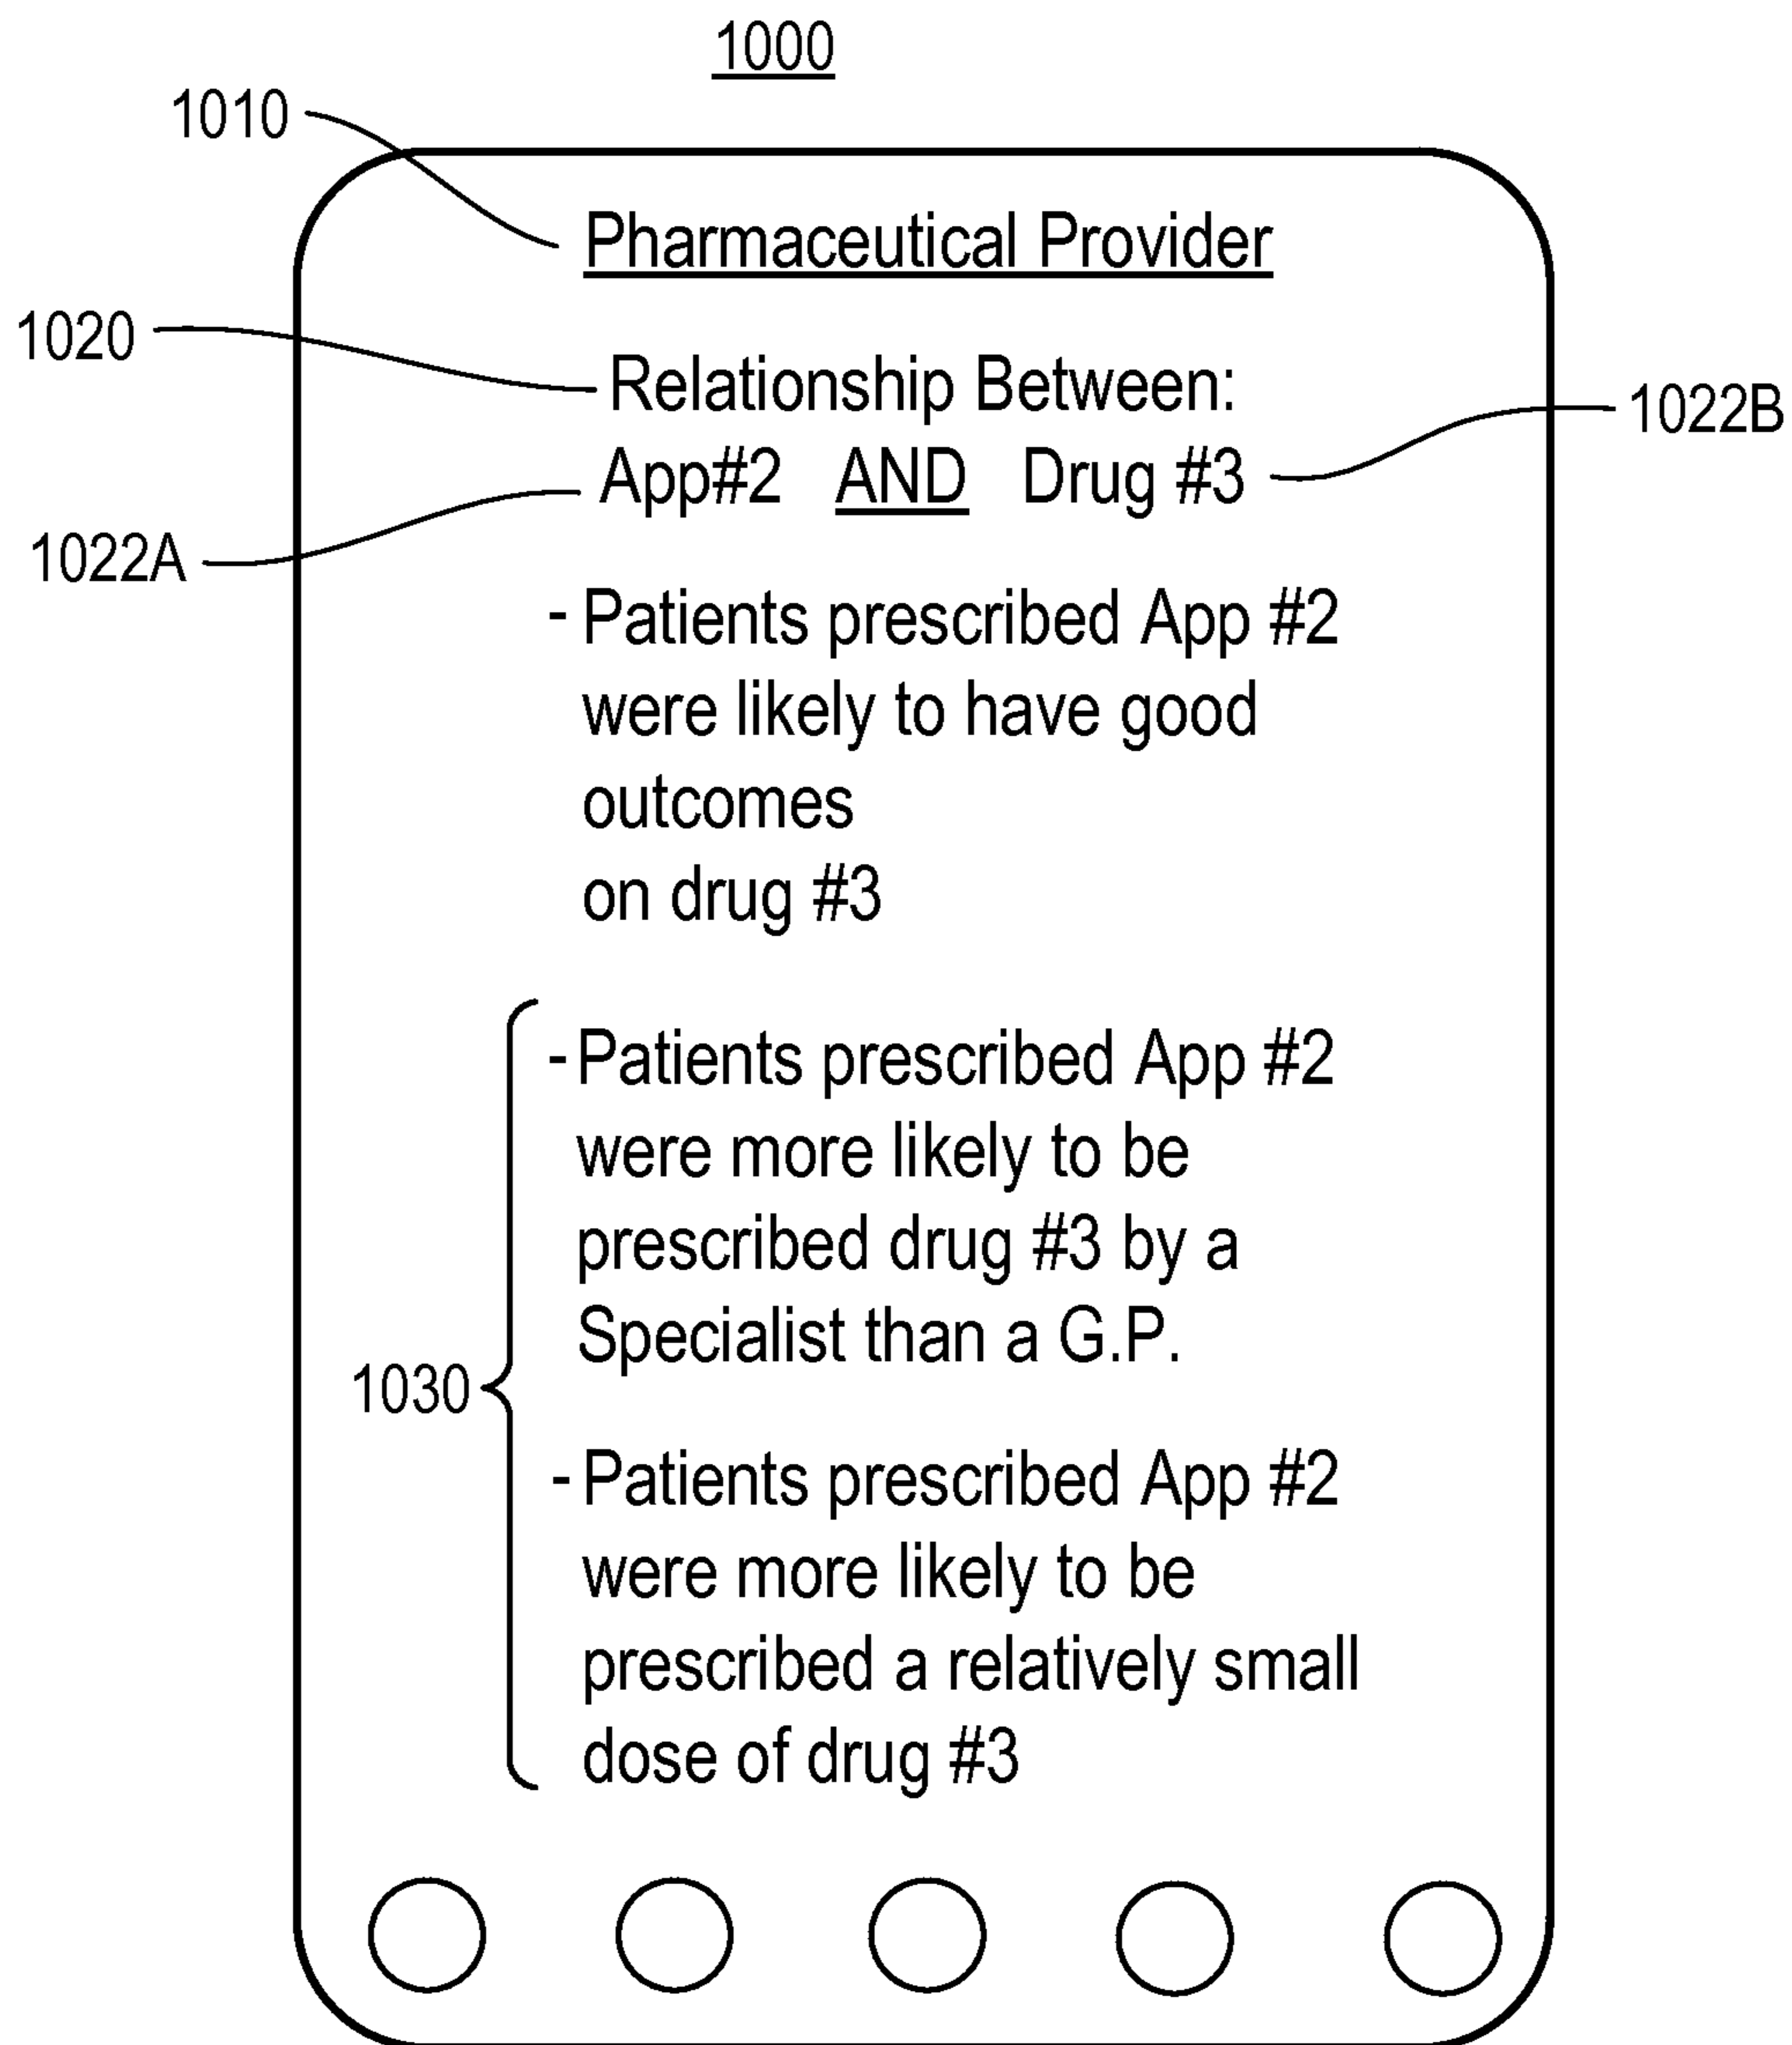 1000
1010
Pharmaceutical Provider
1020
Relationship Between:
1022B
App#2 AND Drug #3
1022A
- Patients prescribed App #2
were likely to have good
outcomes
on drug #3
- Patients prescribed App #2
were more likely to be
prescribed drug #3 by a
Specialist than a G.P.
1030
- Patients prescribed App #2
were more likely to be
prescribed a relatively small
dose of drug #3